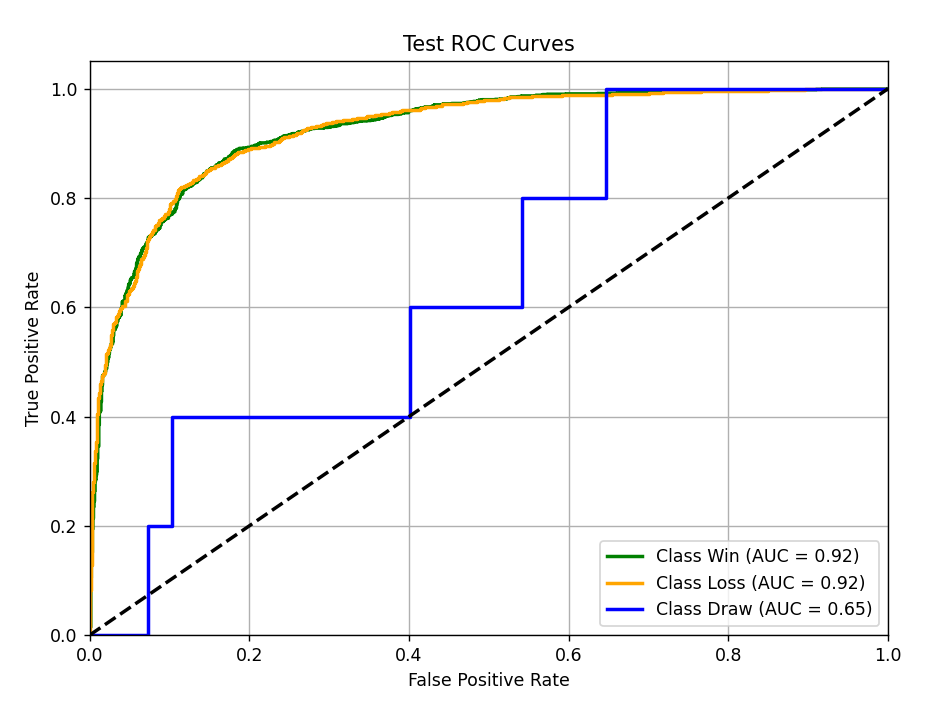 Test ROC Curves
True Positive Rate
1.0
0.8
0.6
0.4
0.2
0.0
Class Win (AUC = 0.92)
Class Loss (AUC = 0.92)
Class Draw (AUC = 0.65)
0.0 0.2 0.4 0.6 0.8 1.0
False Positive Rate